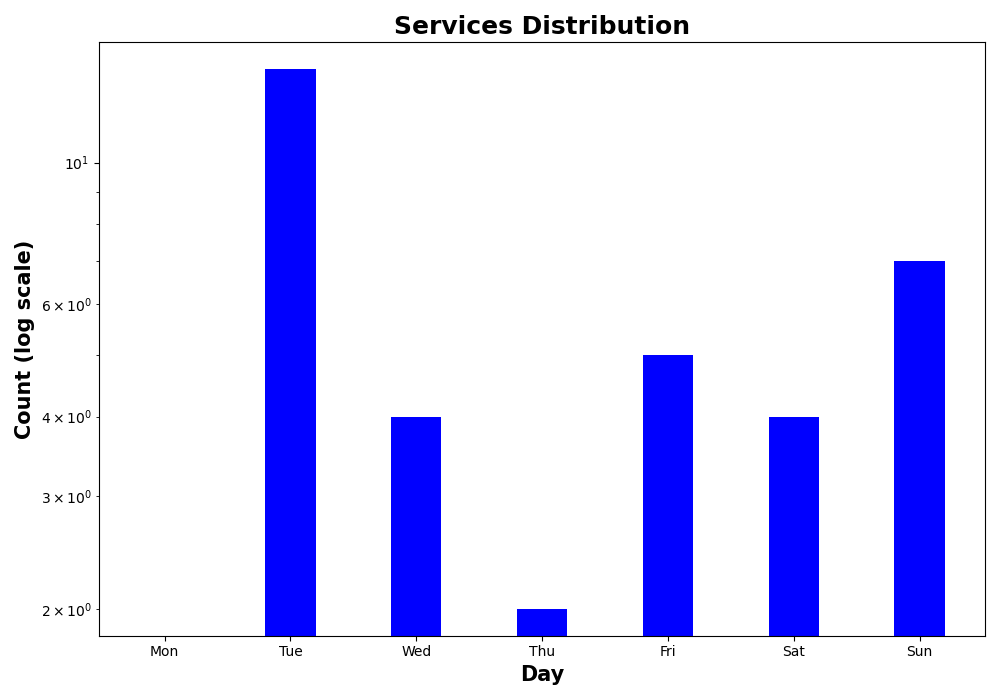 Services Distribution
Count (log scale)
10¹
6 × 10⁰
4 × 10⁰
3 × 10⁰
2 × 10⁰
Mon Tue Wed Thu Fri Sat Sun
Day